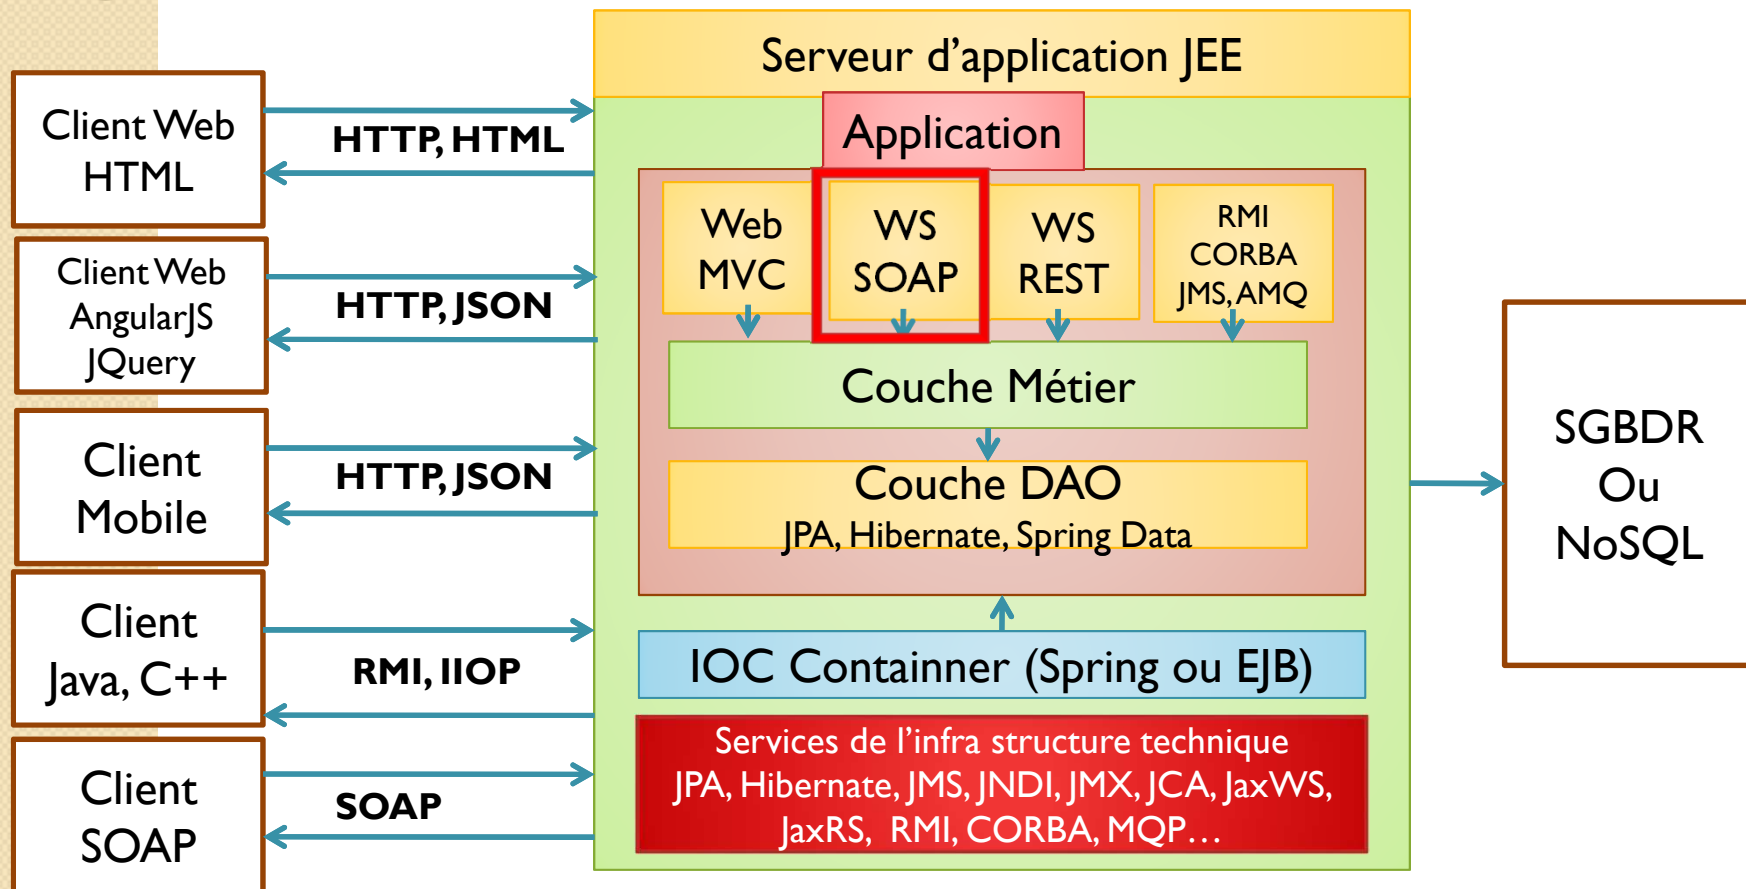 Serveur d'application JEE
Application
Client Web
HTML
HTTP, HTML
Client Web
AngularJS
JQuery
HTTP, JSON
Client
Mobile
HTTP, JSON
Client
Java, C++
RMI, IIOP
Client
SOAP
SOAP
Web
MVC
WS
SOAP
WS
REST
RMI
CORBA
JMS, AMQ
Couche Métier
Couche DAO
JPA, Hibernate, Spring Data
IOC Containner (Spring ou EJB)
Services de l'infra structure technique
JPA, Hibernate, JMS, JNDI, JMX, JCA, JaxWS,
JaxRS, RMI, CORBA, MQP…
SGBDR
Ou
NoSQL